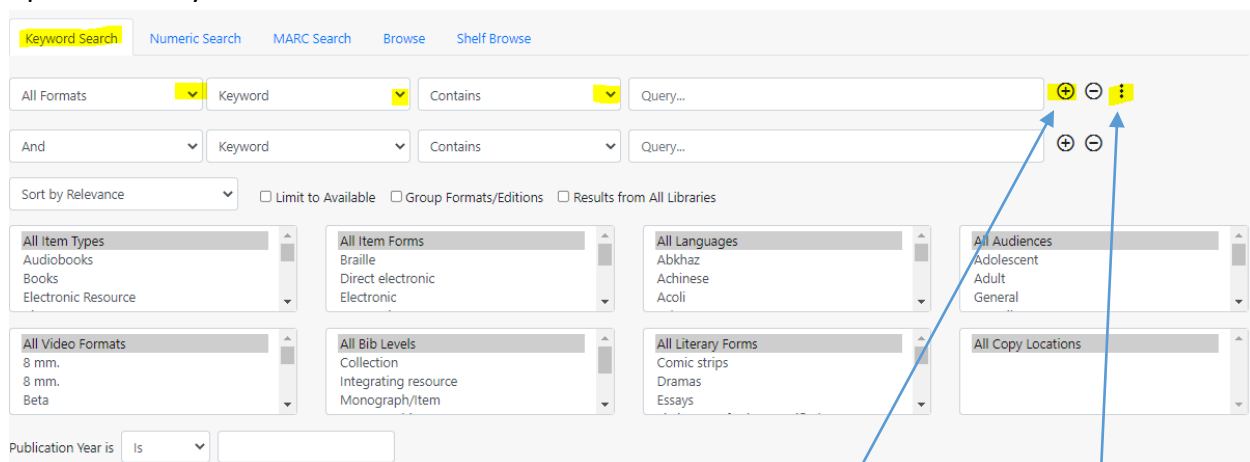 Keyword Search Numeric Search MARC Search Browse Shelf Browse
All Formats Keyword Contains Query...
And Keyword Contains Query...
Sort by Relevance Limit to Available Group Formats/Editions Results from All Libraries
All Item Types All Item Forms All Languages All Audiences
Audiobooks Braille Abkhaz Adolescent
Books Direct electronic Achinese Adult
Electronic Resource Electronic Acoli General
All Video Formats All Bib Levels All Literary Forms All Copy Locations
8 mm. Collection Comic strips
8 mm. Integrating resource Dramas
Beta Monograph/Item Essays
Publication Year is Is